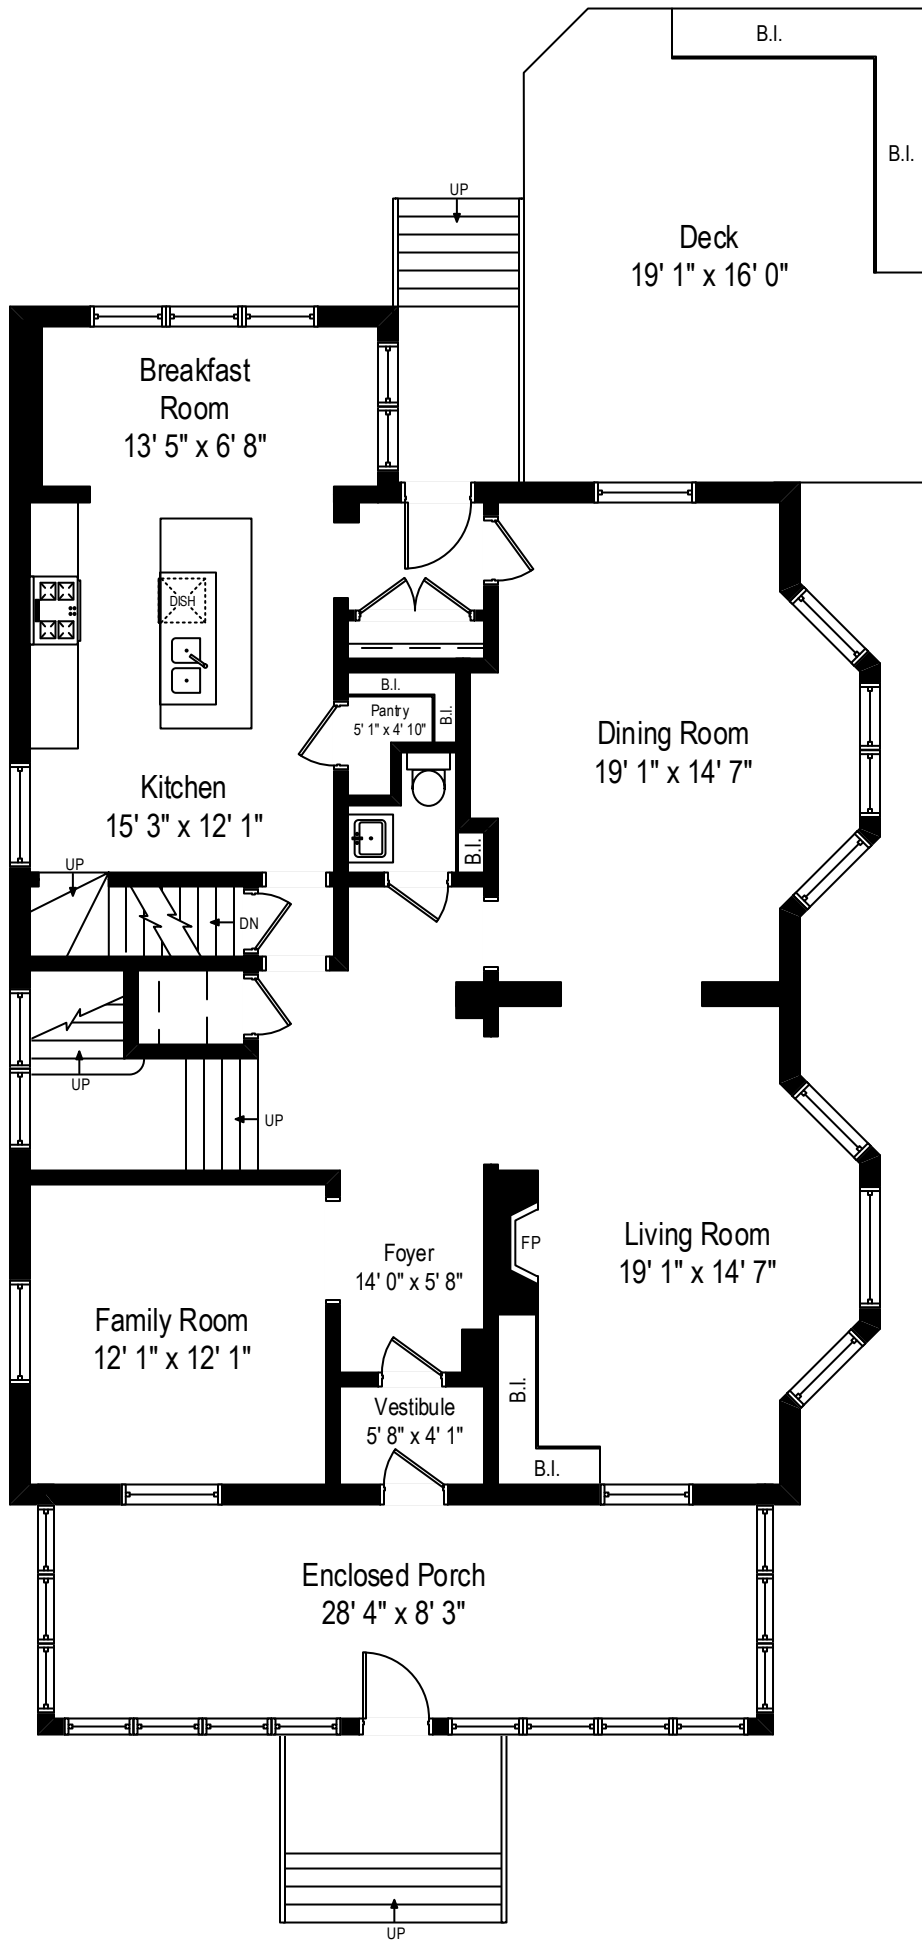 B.I.
B.I.
UP
Deck
19' 1" x 16' 0"
Breakfast
Room
13' 5" x 6' 8"
DISH
B.I.
Pantry
5' 1" x 4' 10"
B.I.
Dining Room
19' 1" x 14' 7"
Kitchen
15' 3" x 12' 1"
B.I.
UP
DN
UP
UP
Foyer
14' 0" x 5' 8"
FP
Living Room
19' 1" x 14' 7"
Family Room
12' 1" x 12' 1"
B.I.
Vestibule
5' 8" x 4' 1"
B.I.
Enclosed Porch
28' 4" x 8' 3"
UP